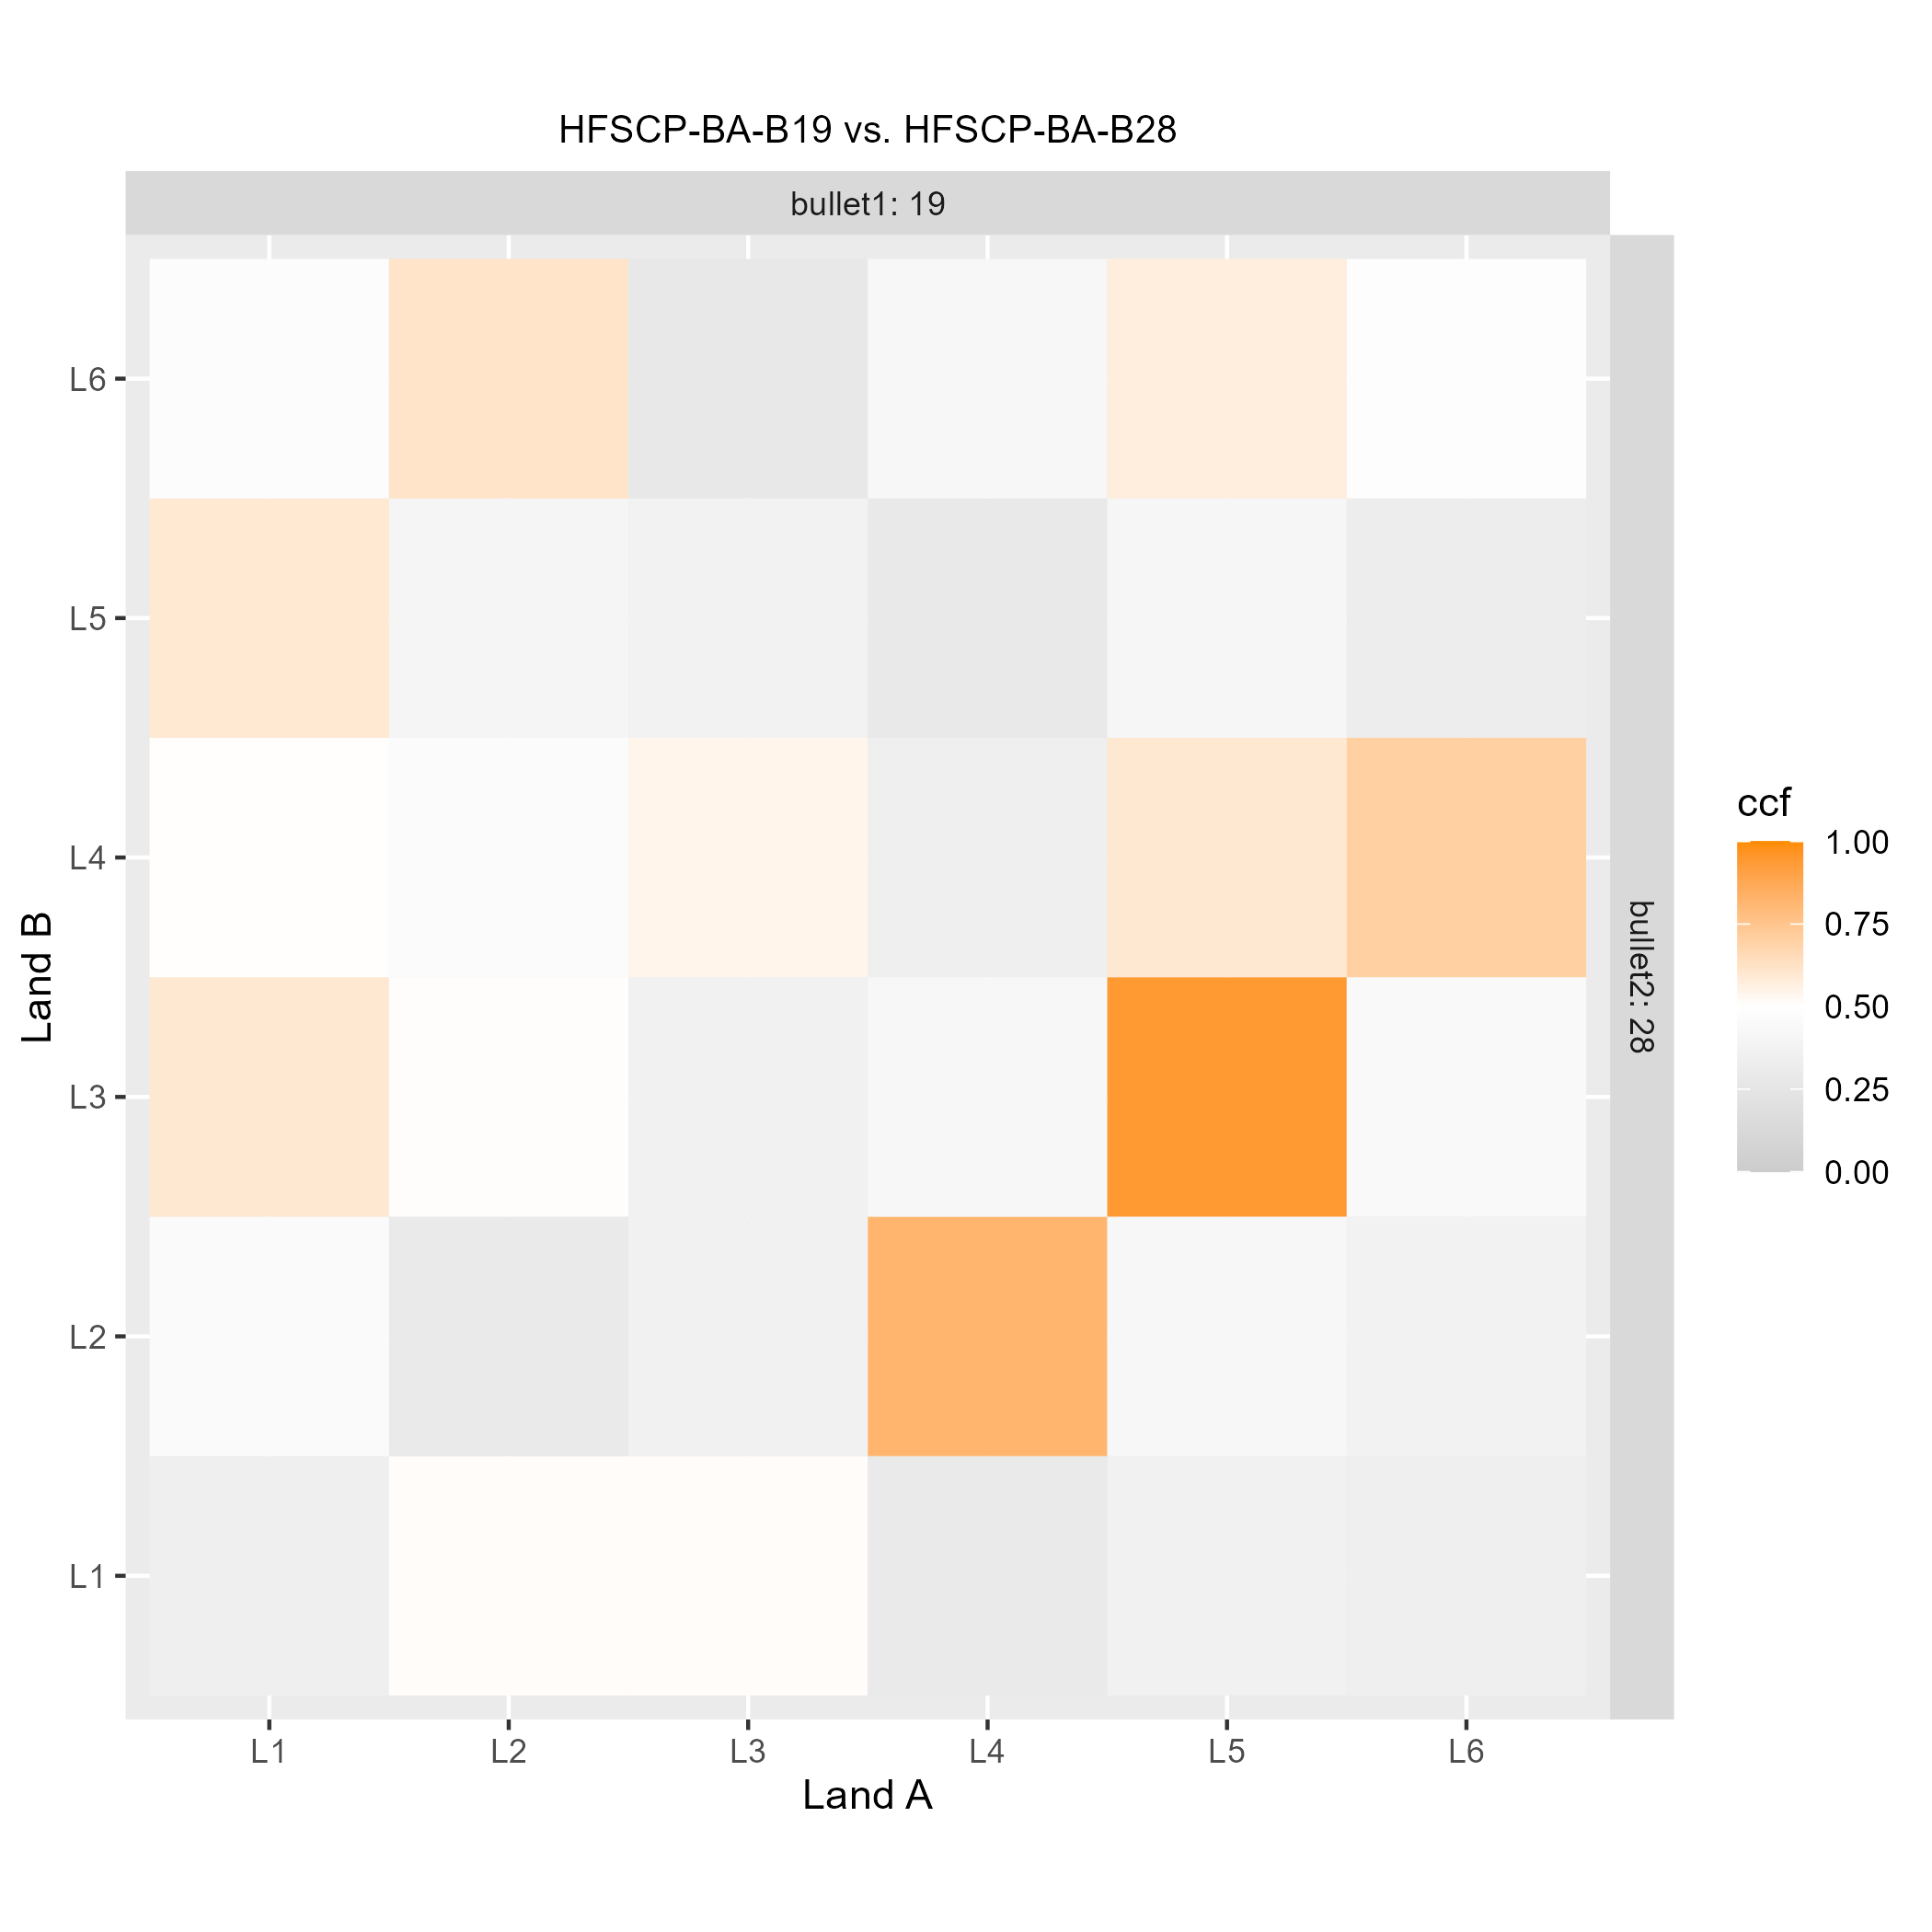 HFSCP-BA-B19 vs. HFSCP-BA-B28
bullet1: 19
L6
L5
L4
L3
L2
L1
Land B
bullet2: 28
L1
L2
L3
L4
L5
L6
Land A
ccf
1.00
0.75
0.50
0.25
0.00